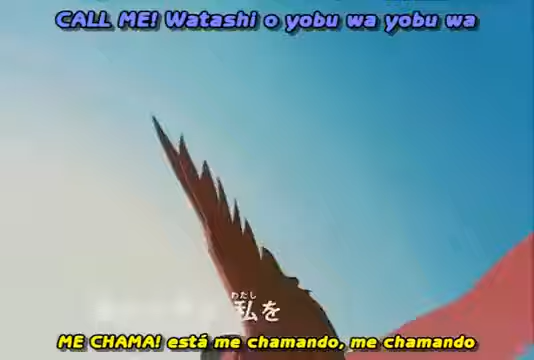 CALL ME! Watashi o yobu wa yobu wa
わたし
私を
ME CHAMA! está me chamando, me chamando